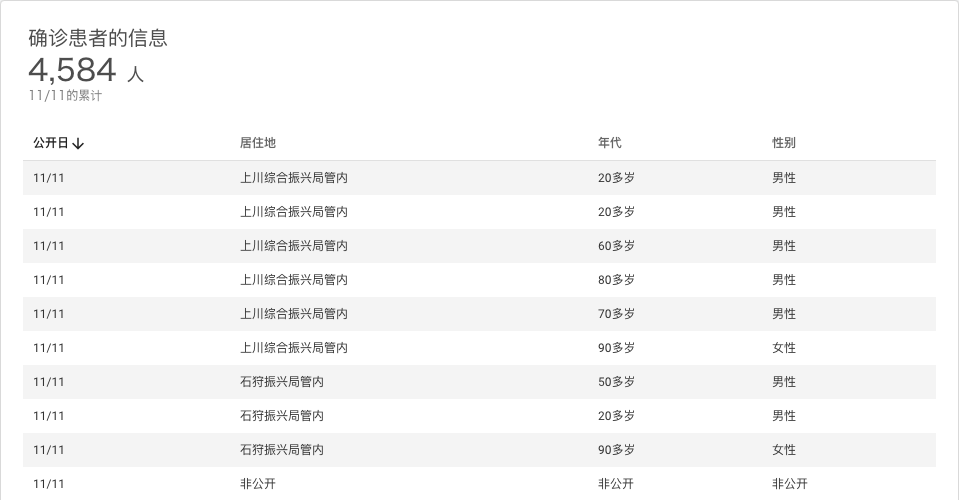 确诊患者的信息
4,584 人
11/11的累计
公开日↓ 居住地 年代 性别
11/11 上川综合振兴局管内 20多岁 男性
11/11 上川综合振兴局管内 20多岁 男性
11/11 上川综合振兴局管内 60多岁 男性
11/11 上川综合振兴局管内 80多岁 男性
11/11 上川综合振兴局管内 70多岁 男性
11/11 上川综合振兴局管内 90多岁 女性
11/11 石狩振兴局管内 50多岁 男性
11/11 石狩振兴局管内 20多岁 男性
11/11 石狩振兴局管内 90多岁 女性
11/11 非公开 非公开 非公开